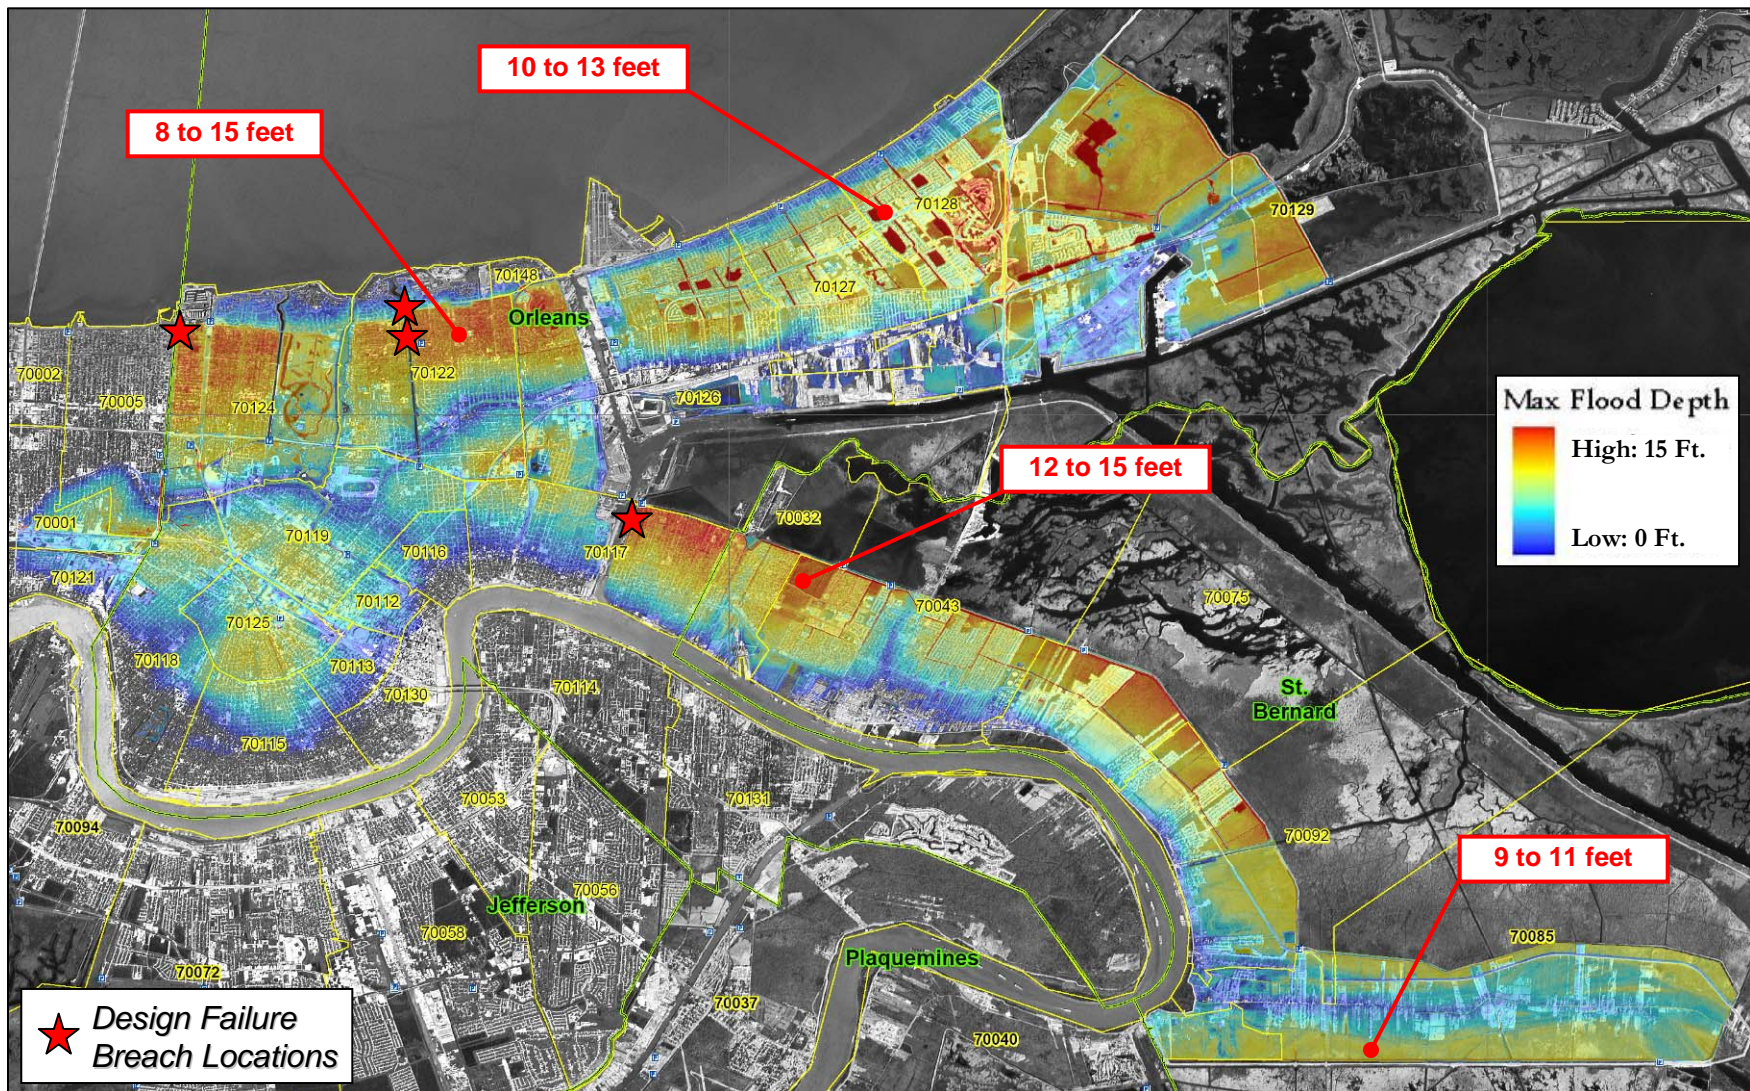 10 to 13 feet
8 to 15 feet
70128
70129
70148
70127
Orleans
70122
70002
70005
70124
70126
Max Flood Depth
High: 15 Ft.
Low: 0 Ft.
12 to 15 feet
70032
70001
70119
70116
70117
70121
70112
70043
70075
70125
70118
70113
70130
70114
St.
Bernard
70115
70053
70131
70094
70092
9 to 11 feet
70056
Jefferson
70058
70085
Plaquemines
70072
70037
70040
Design Failure
Breach Locations